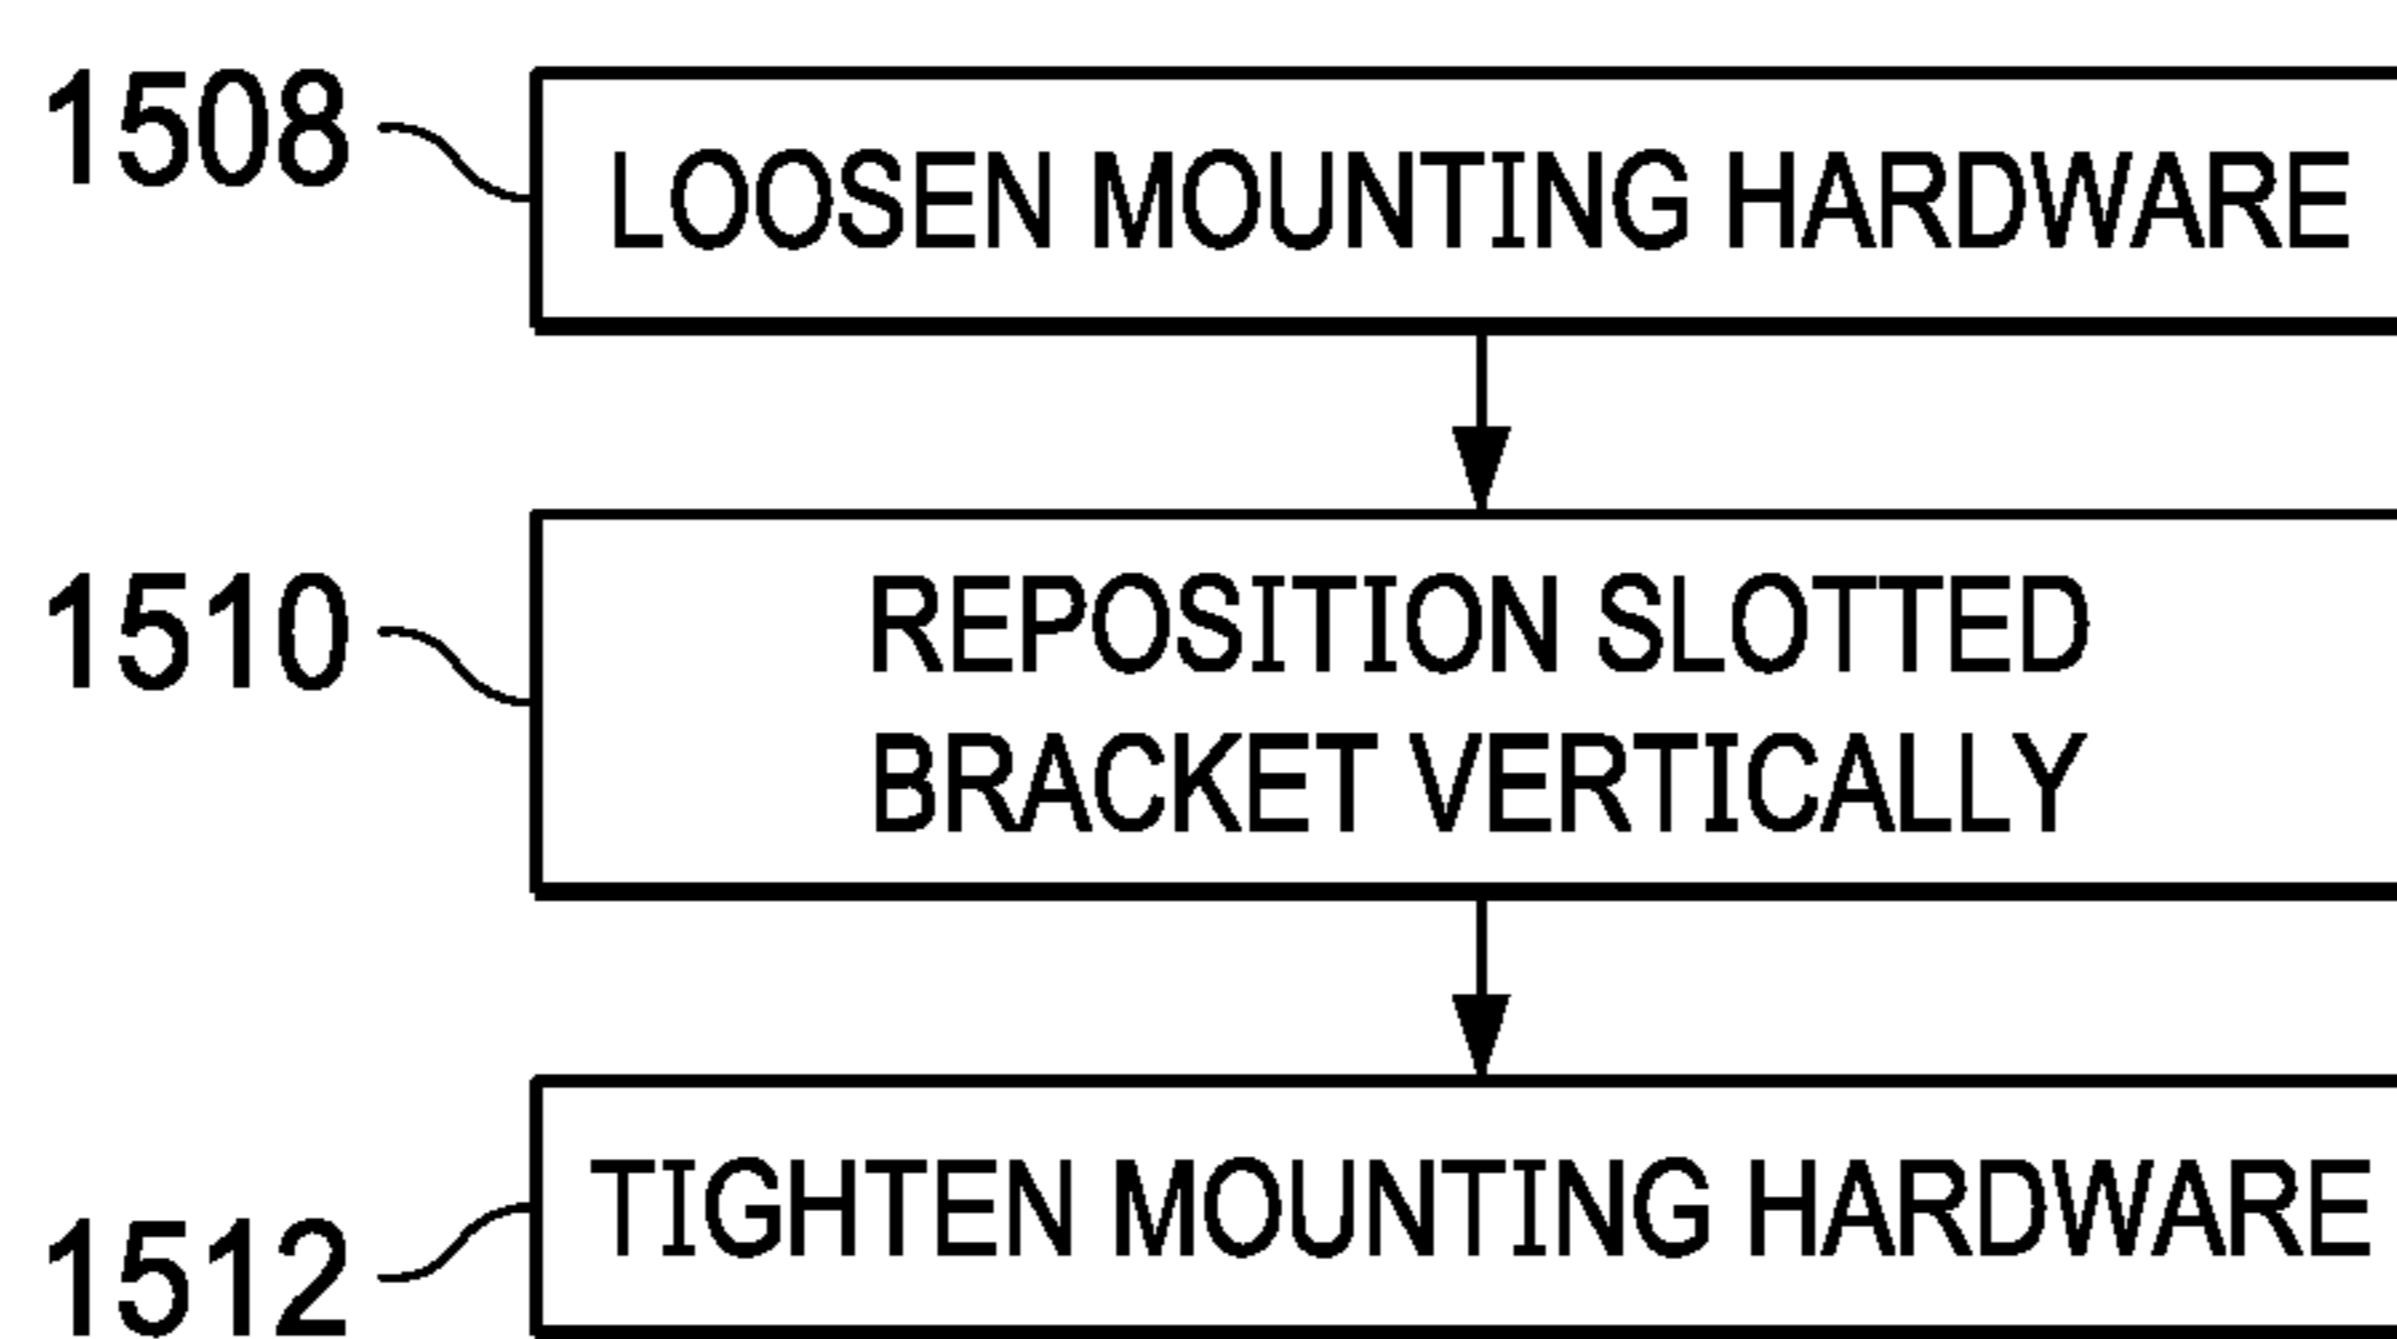 1508
LOOSEN MOUNTING HARDWARE
1510
REPOSITION SLOTTED
BRACKET VERTICALLY
1512
TIGHTEN MOUNTING HARDWARE